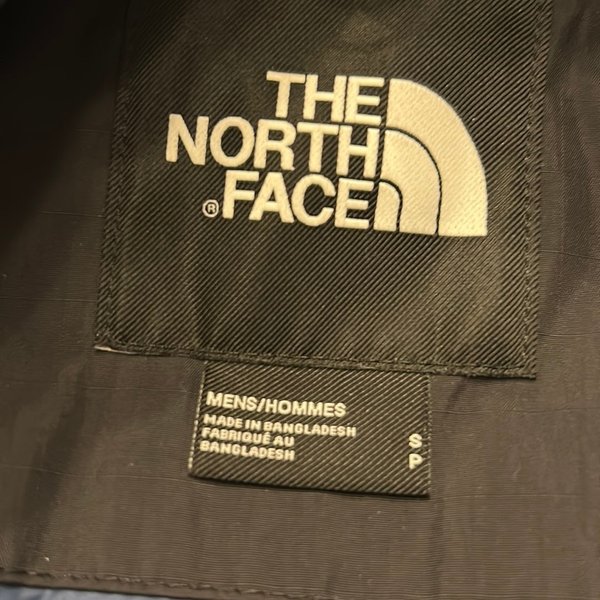 THE
NORTH
® FACE
MENS/HOMMES
MADE IN BANGLADESH
FABRIQUÉ AU
BANGLADESH
S
P